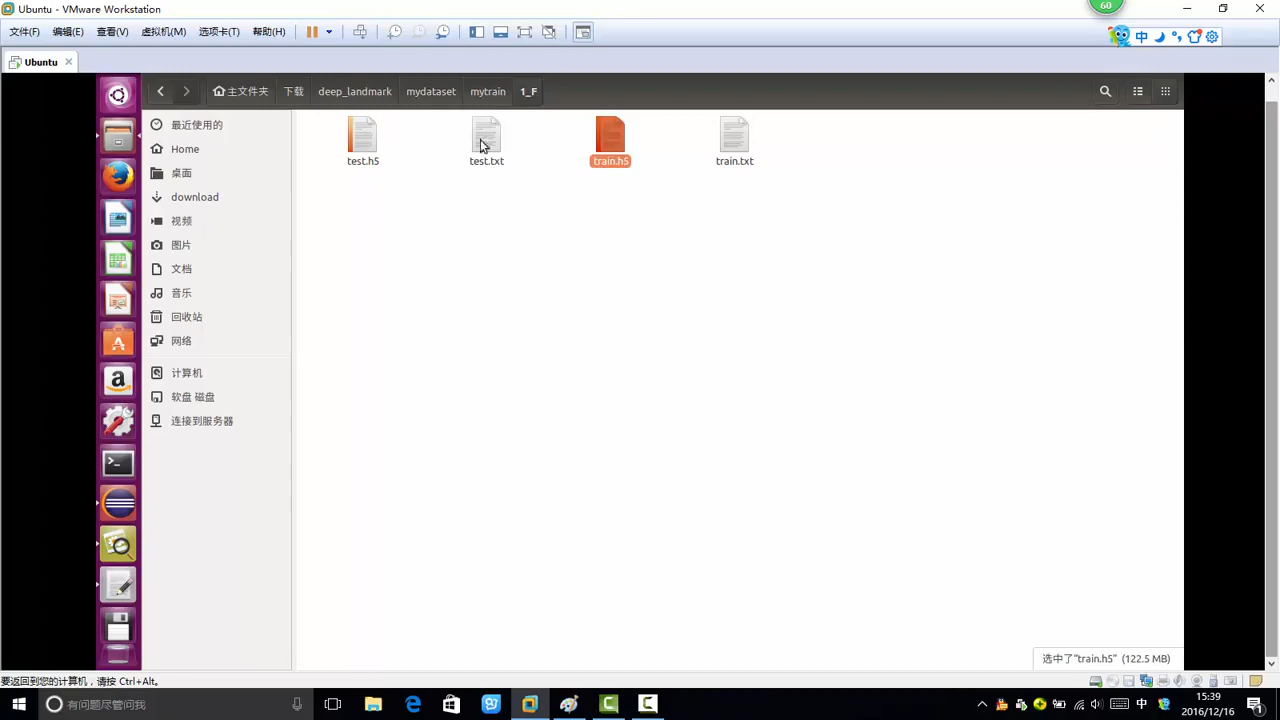 Ubuntu - VMware Workstation
60
文件(F) 编辑(E) 查看(V) 虚拟机(M) 选项卡(T) 帮助(H)
中
Ubuntu
主文件夹 下载 deep_landmark mydataset mytrain 1_F
最近使用的
Home
桌面
download
视频
图片
文档
音乐
回收站
网络
计算机
软盘 磁盘
连接到服务器
test.h5 test.txt train.h5 train.txt
选中了"train.h5" (122.5 MB)
要返回到您的计算机，请按 Ctrl+Alt。
有问题尽管问我
中
15:39
2016/12/16